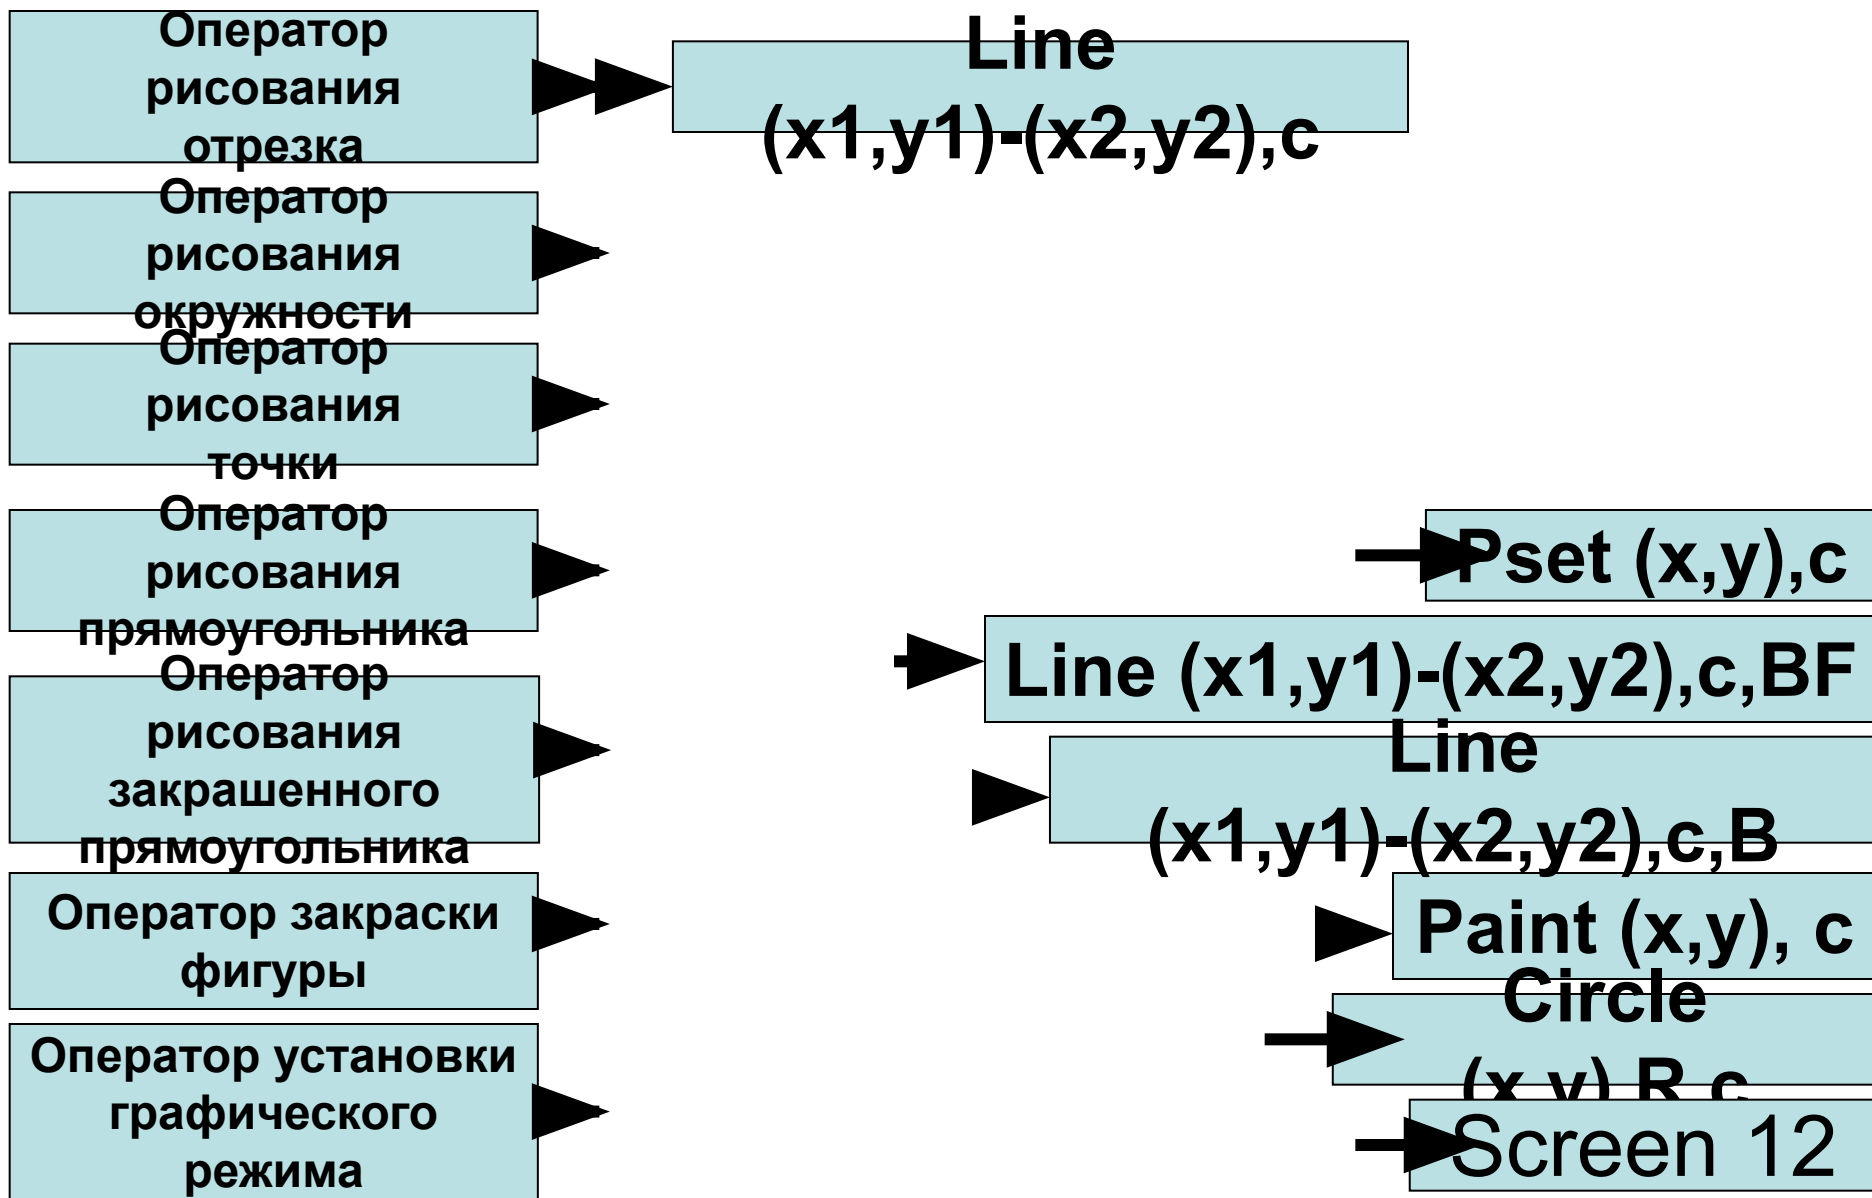 Оператор
рисования
отрезка
Line
(x1,y1)-(x2,y2),c
Оператор
рисования
окружности
Оператор
рисования
точки
Оператор
рисования
прямоугольника
Оператор
рисования
закрашенного
прямоугольника
Оператор закраски
фигуры
Оператор установки
графического
режима
Pset (x,y),c
Line (x1,y1)-(x2,y2),c,BF
Line
(x1,y1)-(x2,y2),c,B
Paint (x,y), c
Circle
(x,y),R,c
Screen 12